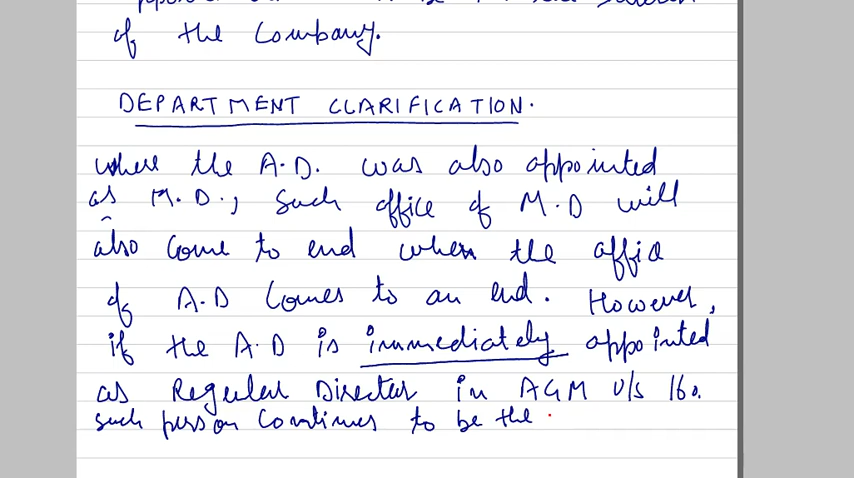 of the Company.
DEPARTMENT CLARIFICATION.
where the A.D. was also appointed
as M.D., such office of M.D will
also come to end when the office
of A.D comes to an end. However,
if the A.D is immediately appointed
as Regular Director in AGM u/s 160.
such person continues to be the